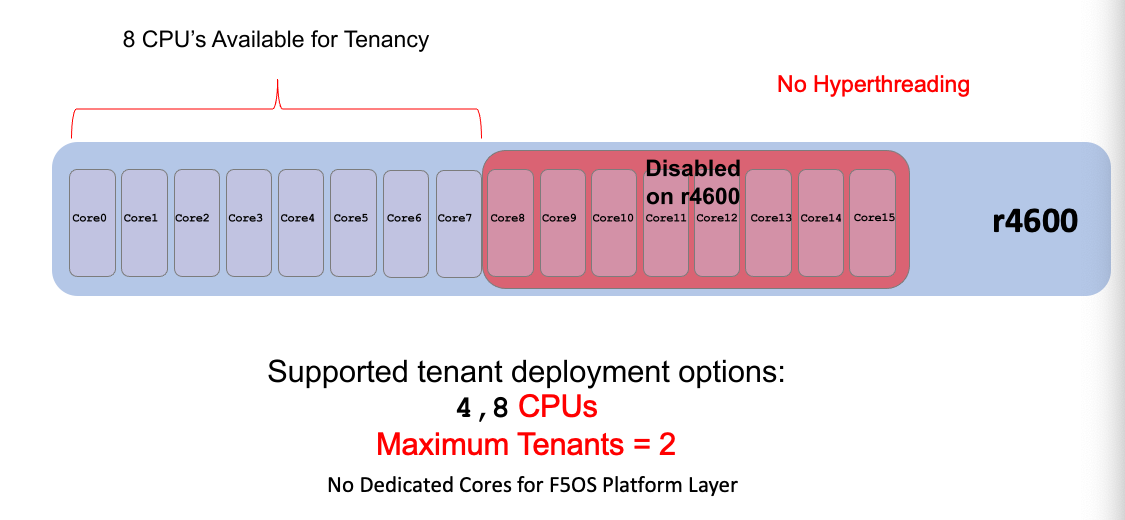 8 CPU’s Available for Tenancy
No Hyperthreading
Disabled
on r4600
Core0 Core1 Core2 Core3 Core4 Core5 Core6 Core7 Core8 Core9 Core10 Core11 Core12 Core13 Core14 Core15
r4600
Supported tenant deployment options:
4,8 CPUs
Maximum Tenants = 2
No Dedicated Cores for F5OS Platform Layer